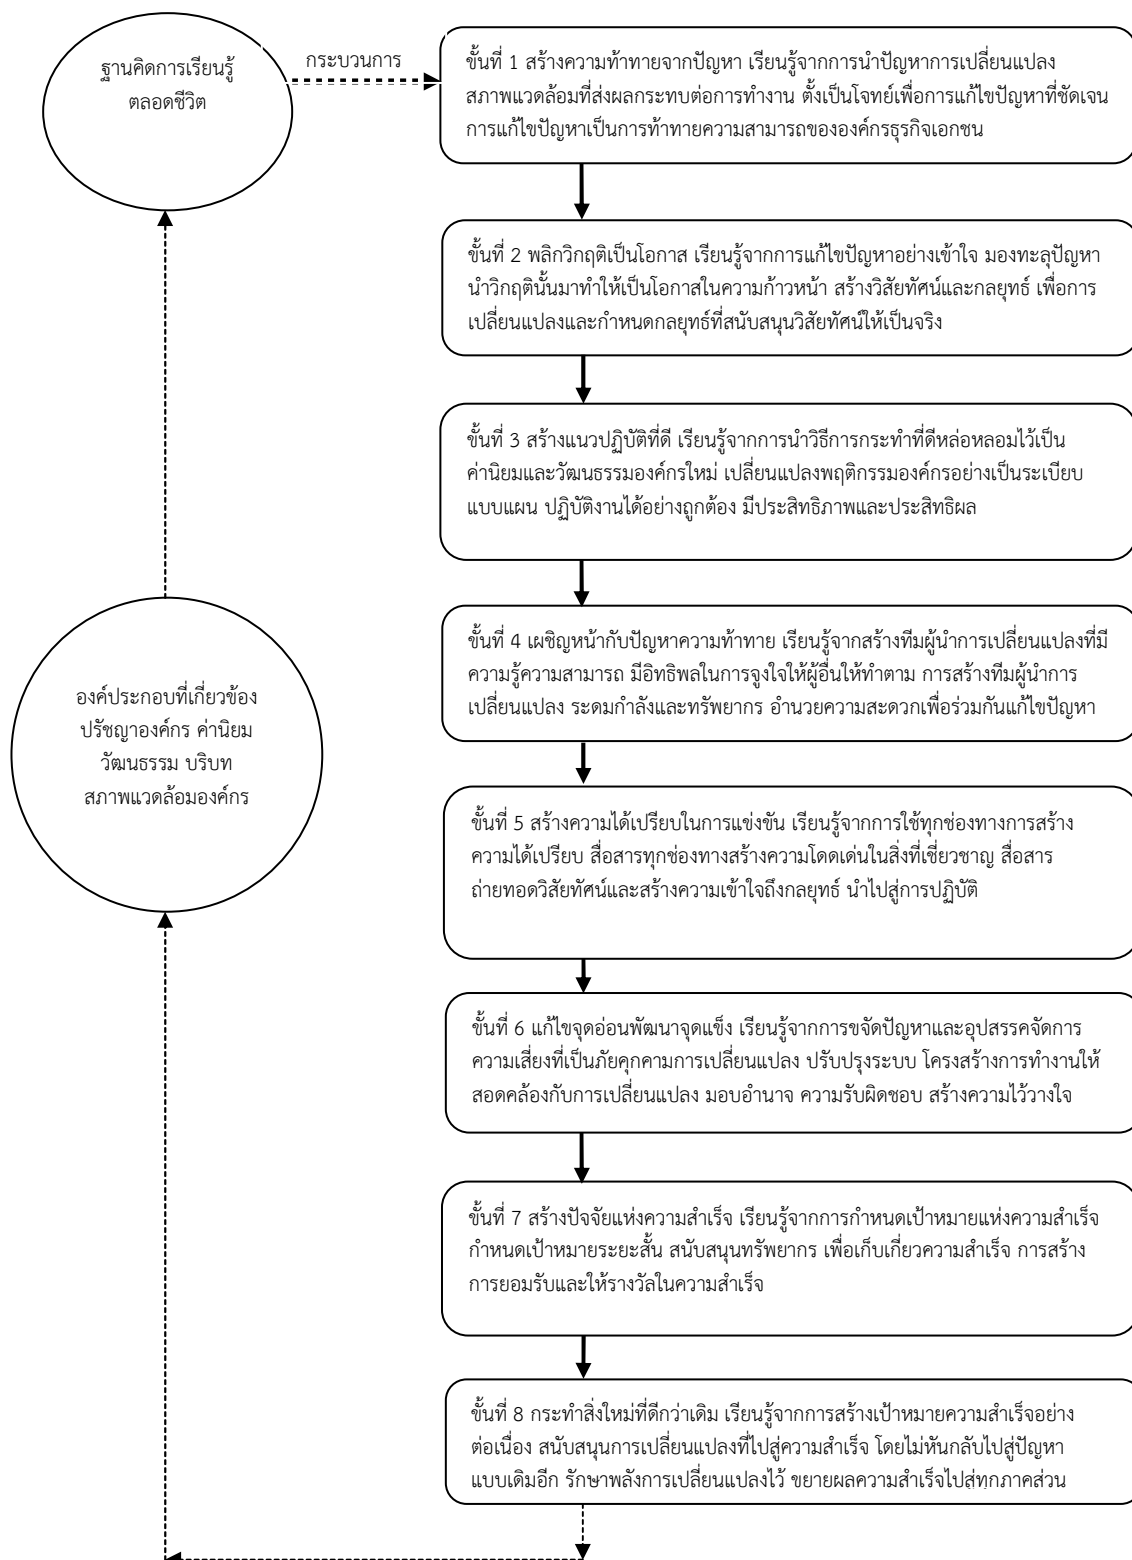 ฐานคิดการเรียนรู้
ตลอดชีวิต
กระบวนการ
ขั้นที่ 1 สร้างความท้าทายจากปัญหา เรียนรู้จากการนำปัญหาการเปลี่ยนแปลง
สภาพแวดล้อมที่ส่งผลกระทบต่อการทำงาน ตั้งเป็นโจทย์เพื่อการแก้ไขปัญหาที่ชัดเจน
การแก้ไขปัญหาเป็นการท้าทายความสามารถขององค์กรธุรกิจเอกชน
ขั้นที่ 2 พลิกวิกฤติเป็นโอกาส เรียนรู้จากการแก้ไขปัญหาอย่างเข้าใจ มองทะลุปัญหา
นำวิกฤตินั้นมาทำให้เป็นโอกาสในความก้าวหน้า สร้างวิสัยทัศน์และกลยุทธ์ เพื่อการ
เปลี่ยนแปลงและกำหนดกลยุทธ์ที่สนับสนุนวิสัยทัศน์ให้เป็นจริง
ขั้นที่ 3 สร้างแนวปฏิบัติที่ดี เรียนรู้จากการนำวิธีการกระทำที่ดีหล่อหลอมไว้เป็น
ค่านิยมและวัฒนธรรมองค์กรใหม่ เปลี่ยนแปลงพฤติกรรมองค์กรอย่างเป็นระเบียบ
แบบแผน ปฏิบัติงานได้อย่างถูกต้อง มีประสิทธิภาพและประสิทธิผล
ขั้นที่ 4 เผชิญหน้ากับปัญหาความท้าทาย เรียนรู้จากสร้างทีมผู้นำการเปลี่ยนแปลงที่มี
ความรู้ความสามารถ มีอิทธิพลในการจูงใจให้ผู้อื่นให้ทำตาม การสร้างทีมผู้นำการ
เปลี่ยนแปลง ระดมกำลังและทรัพยากร อำนวยความสะดวกเพื่อร่วมกันแก้ไขปัญหา
องค์ประกอบที่เกี่ยวข้อง
ปรัชญาองค์กร ค่านิยม
วัฒนธรรม บริบท
สภาพแวดล้อมองค์กร
ขั้นที่ 5 สร้างความได้เปรียบในการแข่งขัน เรียนรู้จากการใช้ทุกช่องทางการสร้าง
ความได้เปรียบ สื่อสารทุกช่องทางสร้างความโดดเด่นในสิ่งที่เชี่ยวชาญ สื่อสาร
ถ่ายทอดวิสัยทัศน์และสร้างความเข้าใจถึงกลยุทธ์ นำไปสู่การปฏิบัติ
ขั้นที่ 6 แก้ไขจุดอ่อนพัฒนาจุดแข็ง เรียนรู้จากการขจัดปัญหาและอุปสรรคจัดการ
ความเสี่ยงที่เป็นภัยคุกคามการเปลี่ยนแปลง ปรับปรุงระบบ โครงสร้างการทำงานให้
สอดคล้องกับการเปลี่ยนแปลง มอบอำนาจ ความรับผิดชอบ สร้างความไว้วางใจ
ขั้นที่ 7 สร้างปัจจัยแห่งความสำเร็จ เรียนรู้จากการกำหนดเป้าหมายแห่งความสำเร็จ
กำหนดเป้าหมายระยะสั้น สนับสนุนทรัพยากร เพื่อเก็บเกี่ยวความสำเร็จ การสร้าง
การยอมรับและให้รางวัลในความสำเร็จ
ขั้นที่ 8 กระทำสิ่งใหม่ที่ดีกว่าเดิม เรียนรู้จากการสร้างเป้าหมายความสำเร็จอย่าง
ต่อเนื่อง สนับสนุนการเปลี่ยนแปลงที่ไปสู่ความสำเร็จ โดยไม่หันกลับไปสู่ปัญหา
แบบเดิมอีก รักษาพลังการเปลี่ยนแปลงไว้ ขยายผลความสำเร็จไปสู่ทุกภาคส่วน